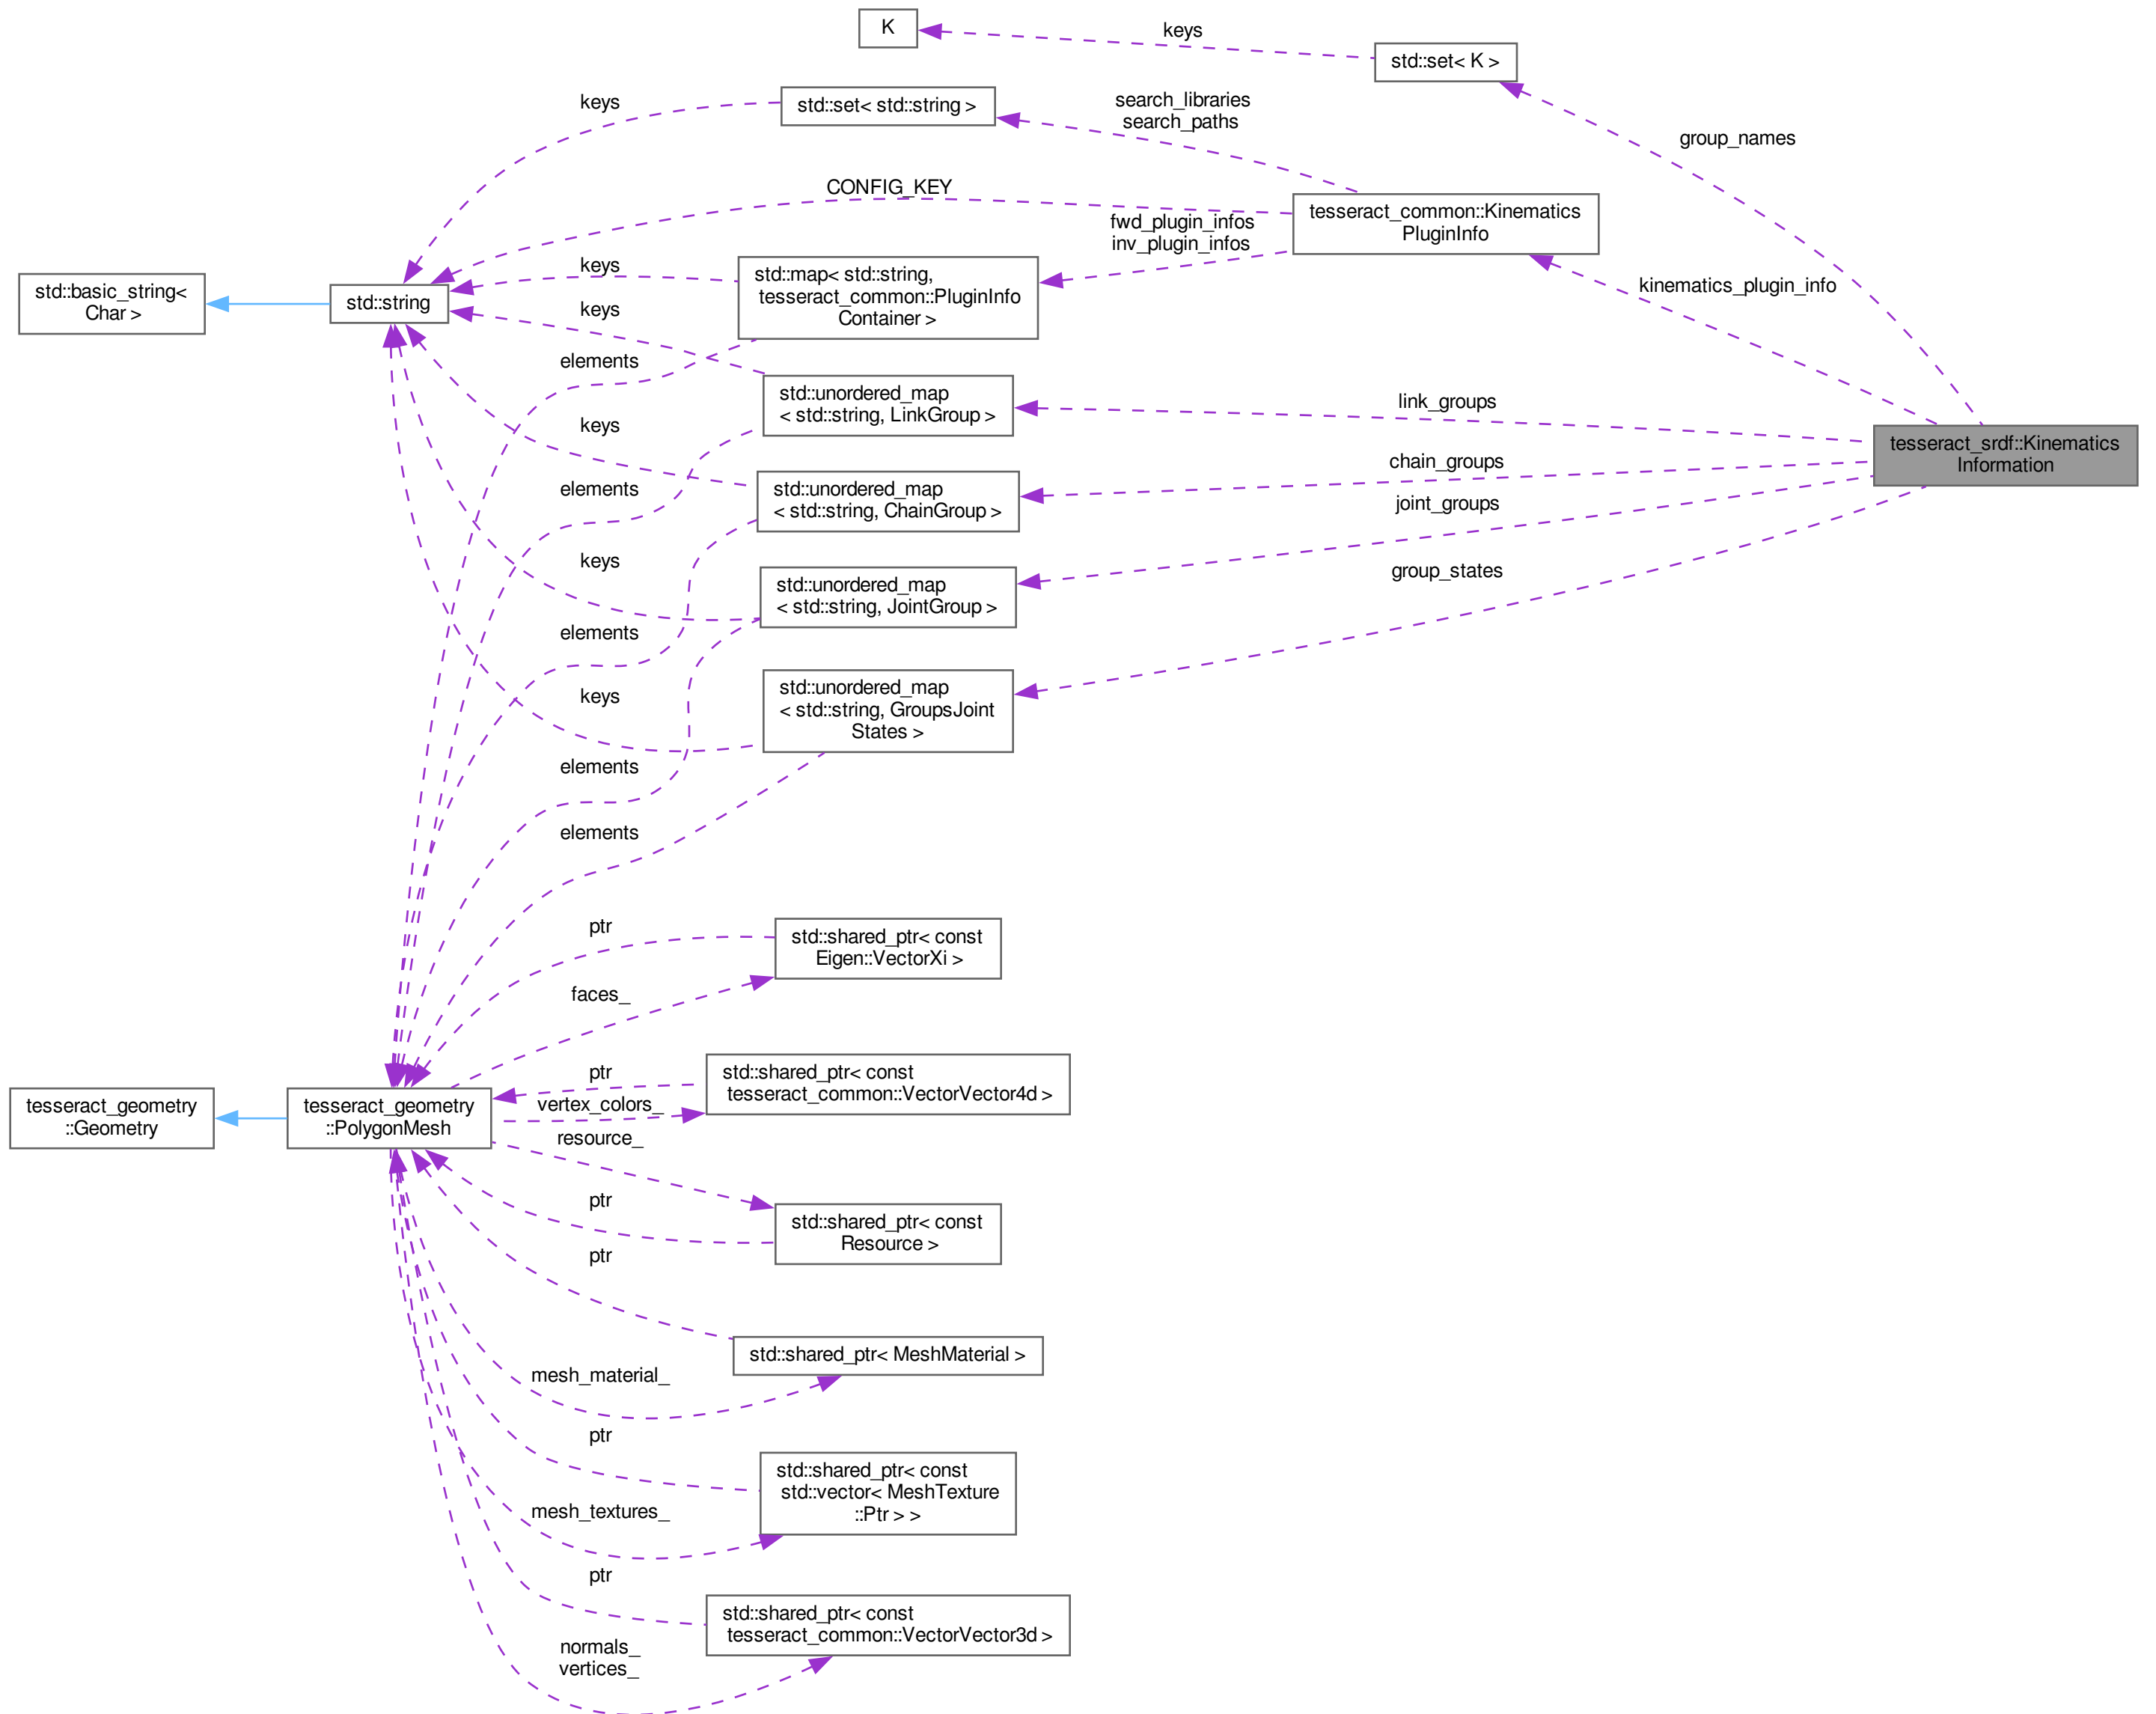 K
keys
std::set< K >
keys
std::set< std::string >
search_libraries
search_paths
group_names
CONFIG_KEY
tesseract_common::Kinematics
PluginInfo
fwd_plugin_infos
inv_plugin_infos
keys
std::map< std::string,
tesseract_common::PluginInfo
Container >
kinematics_plugin_info
std::basic_string<
Char >
std::string
keys
elements
std::unordered_map
< std::string, LinkGroup >
link_groups
tesseract_srdf::Kinematics
Information
keys
chain_groups
elements
std::unordered_map
< std::string, ChainGroup >
joint_groups
keys
std::unordered_map
< std::string, JointGroup >
group_states
elements
keys
std::unordered_map
< std::string, GroupsJoint
States >
elements
elements
ptr
std::shared_ptr< const
Eigen::VectorXi >
faces_
ptr
std::shared_ptr< const
tesseract_common::VectorVector4d >
vertex_colors_
tesseract_geometry
::Geometry
tesseract_geometry
::PolygonMesh
resource_
ptr
std::shared_ptr< const
Resource >
ptr
std::shared_ptr< MeshMaterial >
mesh_material_
ptr
std::shared_ptr< const
std::vector< MeshTexture
::Ptr > >
mesh_textures_
ptr
std::shared_ptr< const
tesseract_common::VectorVector3d >
normals_
vertices_